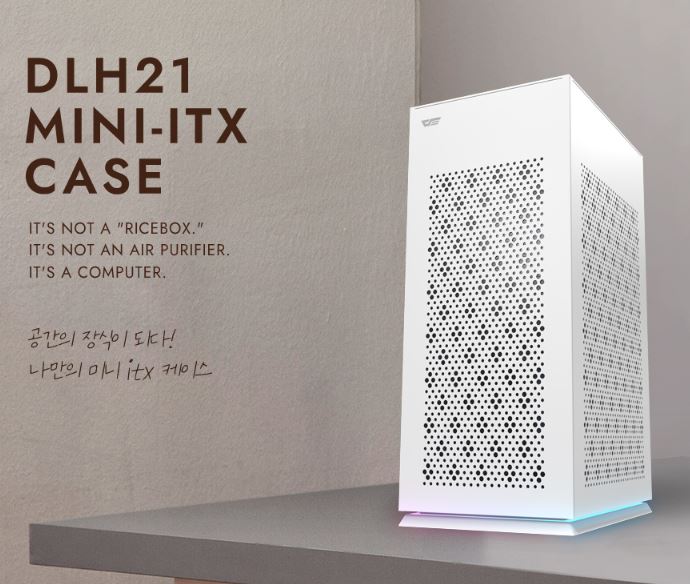 DLH21
MINI-ITX
CASE
IT'S NOT A "RICEBOX."
IT'S NOT AN AIR PURIFIER.
IT'S A COMPUTER.
공간의 장식이 되다!
나만의 미니 itx 케이스